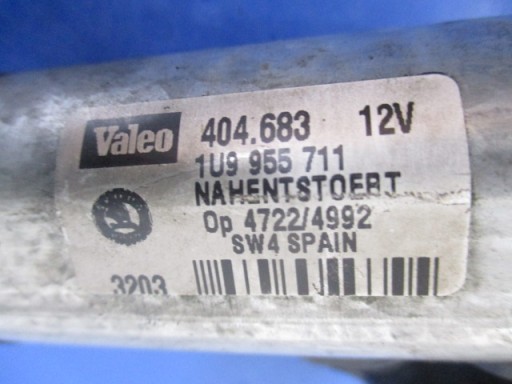 Valeo 404.683 12V
1U9 955 711
NAHENTSTOERT
Op 4722/4992
SW4 SPAIN
3203